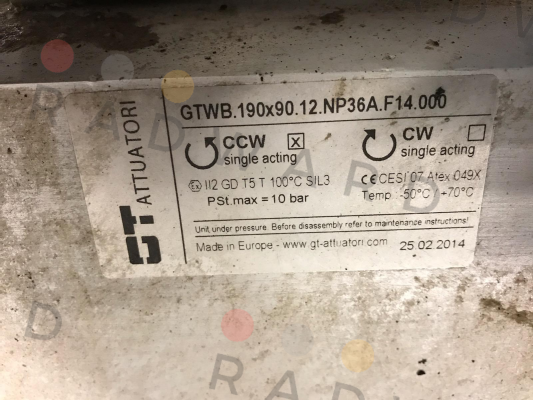 GT ATTUATORI
GTWB.190x90.12.NP36A.F14.000
CCW X CW
single acting single acting
Ex II2 GD T5 T 100°C SIL3 CE CESI 07 Atex 049X
PSt.max = 10 bar Temp -50°C / +70°C
Unit under pressure. Before disassembly refer to maintenance instructions!
Made in Europe - www.gt-attuatori.com 25.02.2014